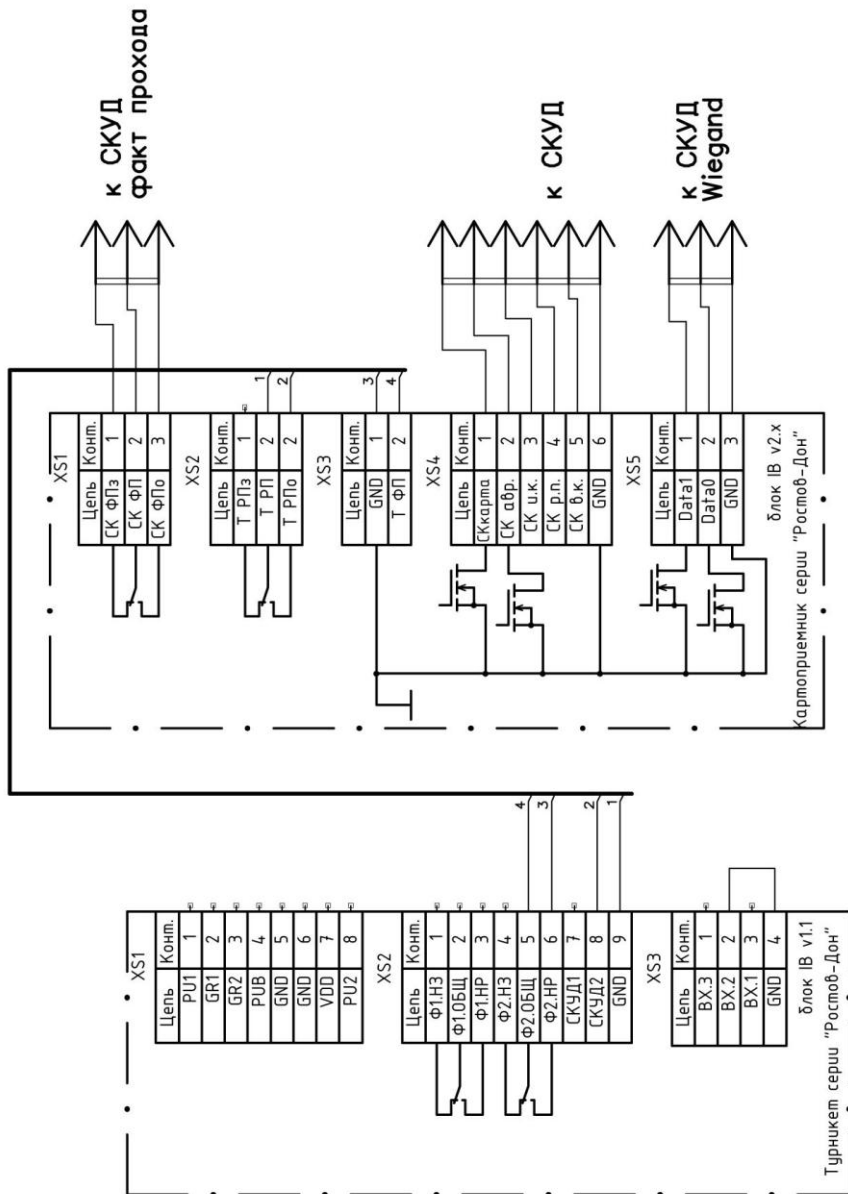 к СКУД
факт прохода
к СКУД
к СКУД
Wiegand
XS1
Цепь Конт.
СК ФПз 1
СК ФП 2
СК ФПо 3
XS2
Цепь Конт.
Т РПз 1
Т РП 2
Т РПо 2
XS3
Цепь Конт.
GND 1
Т ФП 2
XS4
Цепь Конт.
СКкарта 1
СК авр. 2
СК и.к. 3
СК р.п. 4
СК в.к. 5
GND 6
XS5
Цепь Конт.
Data1 1
Data0 2
GND 3
блок IB v2.x
Картоприемник серии "Ростов-Дон"
1
2
3
4
4
3
2
1
XS1
Цепь Конт.
PU1 1
GR1 2
GR2 3
PUB 4
GND 5
GND 6
VDD 7
PU2 8
XS2
Цепь Конт.
Ф1.НЗ 1
Ф1.ОБЩ 2
Ф1.НР 3
Ф2.НЗ 4
Ф2.ОБЩ 5
Ф2.НР 6
СКУД1 7
СКУД2 8
GND 9
XS3
Цепь Конт.
ВХ.3 1
ВХ.2 2
ВХ.1 3
GND 4
блок IB v1.1
Турникет серии "Ростов-Дон"